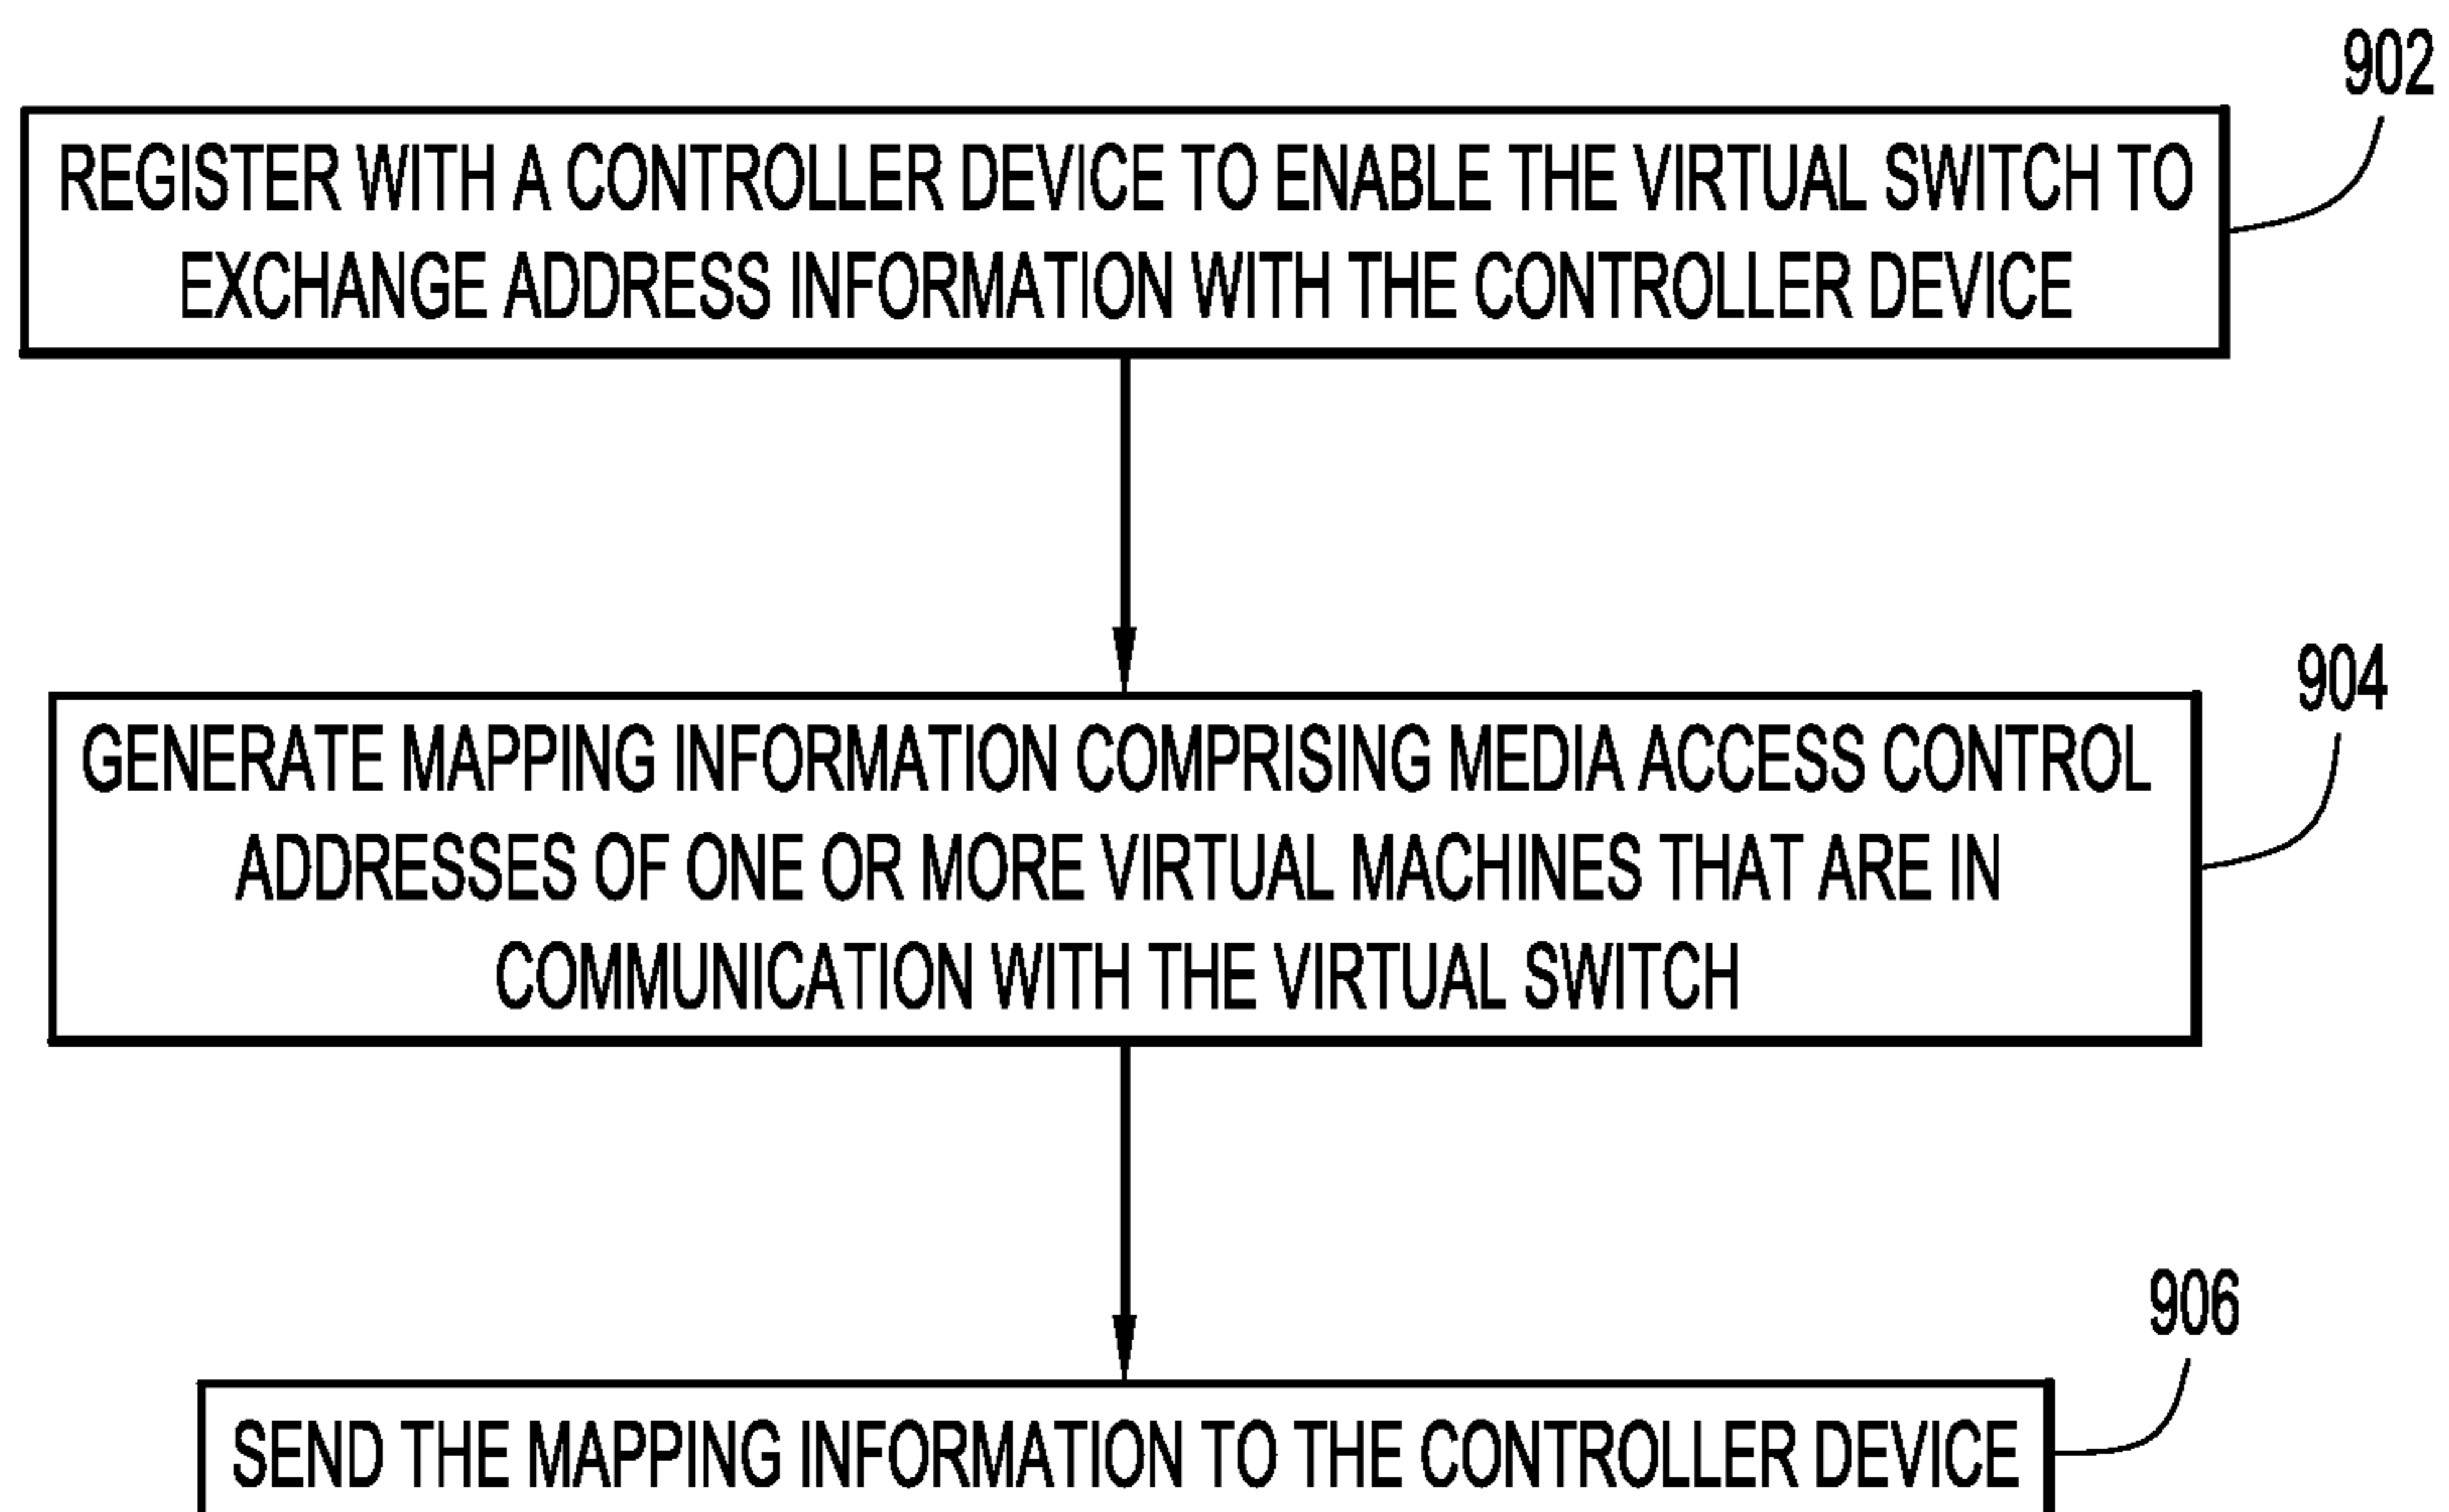 902
REGISTER WITH A CONTROLLER DEVICE TO ENABLE THE VIRTUAL SWITCH TO
EXCHANGE ADDRESS INFORMATION WITH THE CONTROLLER DEVICE
904
GENERATE MAPPING INFORMATION COMPRISING MEDIA ACCESS CONTROL
ADDRESSES OF ONE OR MORE VIRTUAL MACHINES THAT ARE IN
COMMUNICATION WITH THE VIRTUAL SWITCH
906
SEND THE MAPPING INFORMATION TO THE CONTROLLER DEVICE